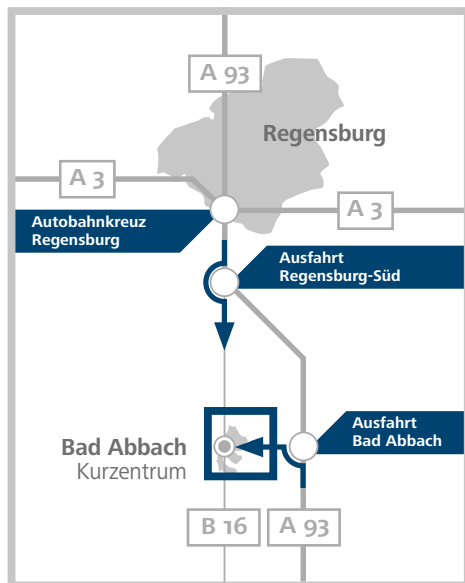 A 93
Regensburg
A 3
A 3
Autobahnkreuz
Regensburg
Ausfahrt
Regensburg-Süd
Ausfahrt
Bad Abbach
Bad Abbach
Kurzentrum
B 16
A 93